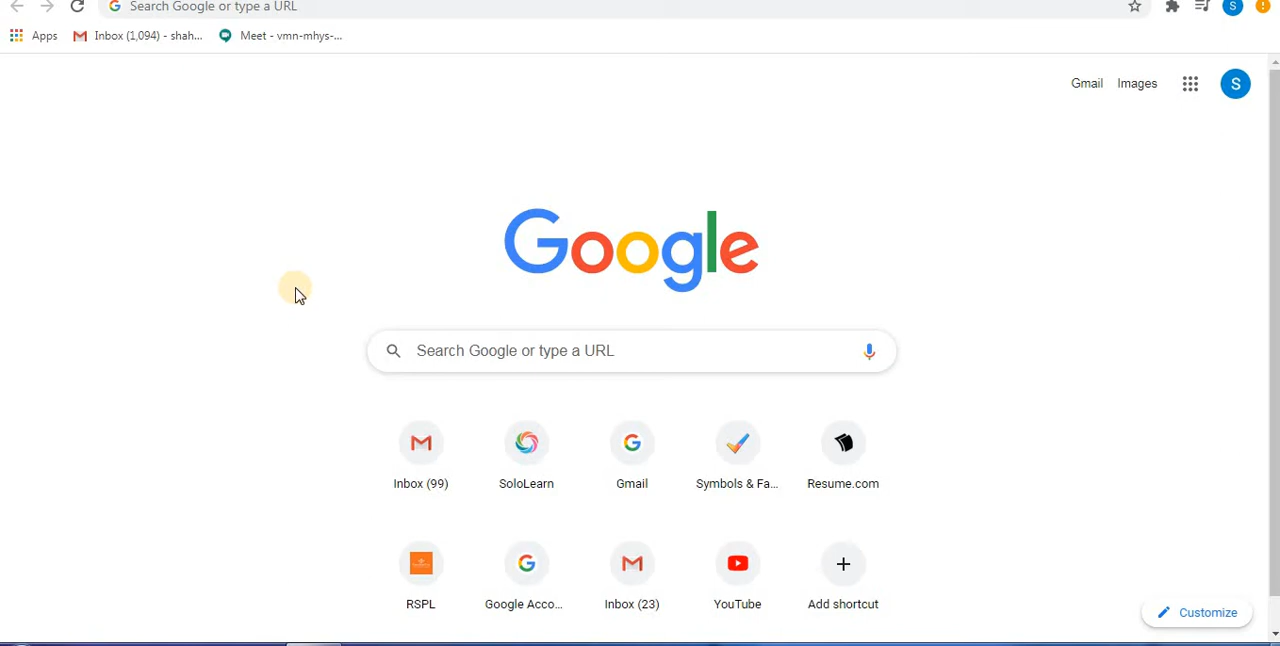 Search Google or type a URL
S
Apps
Inbox (1,094) - shah...
Meet - vmn-mhys-...
Gmail
Images
S
Google
Search Google or type a URL
Inbox (99)
SoloLearn
Gmail
Symbols & Fa...
Resume.com
RSPL
Google Acco...
Inbox (23)
YouTube
Add shortcut
Customize